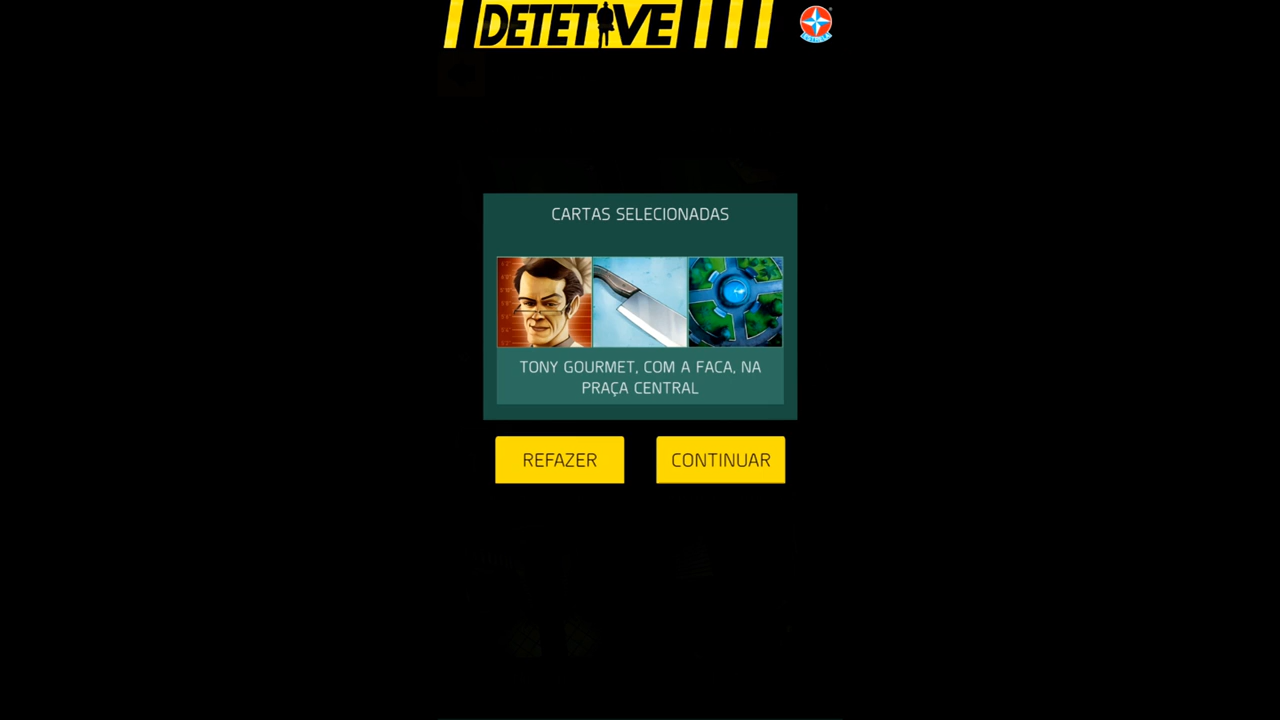 DETETIVE
CARTAS SELECIONADAS
TONY GOURMET, COM A FACA, NA
PRAÇA CENTRAL
REFAZER
CONTINUAR